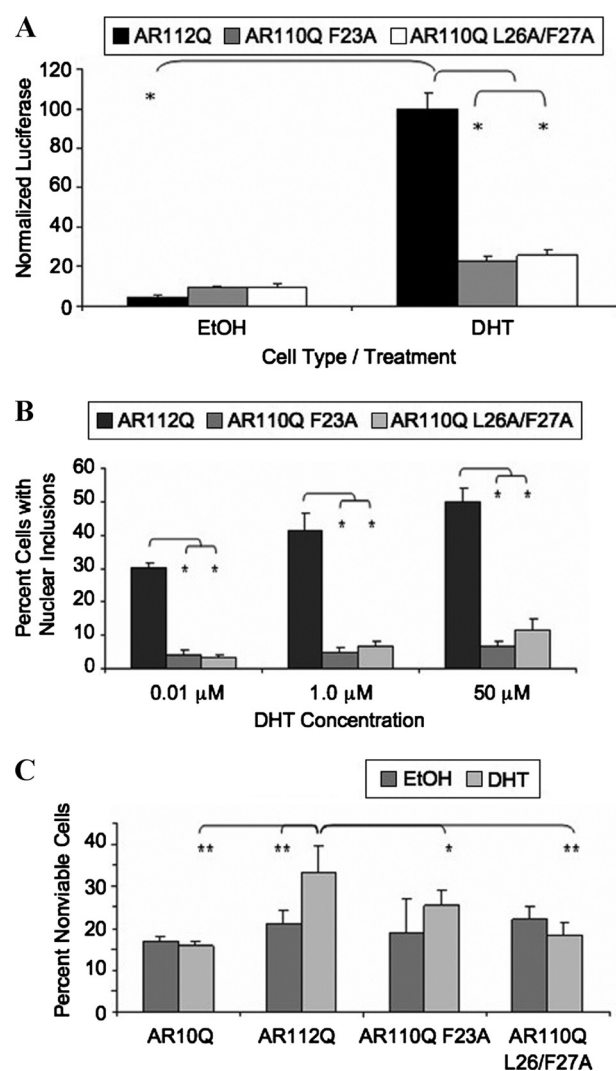 A
AR112Q AR110Q F23A AR110Q L26A/F27A
Normalized Luciferase
120
100
80
60
40
20
0
*
* *
EtOH DHT
Cell Type / Treatment
B
AR112Q AR110Q F23A AR110Q L26A/F27A
Percent Cells with
Nuclear Inclusions
60
50
40
30
20
10
0
* *
* *
* *
0.01 µM 1.0 µM 50 µM
DHT Concentration
C
EtOH DHT
Percent Nonviable Cells
40
30
20
10
0
** ** * **
AR10Q AR112Q AR110Q F23A AR110Q
L26/F27A